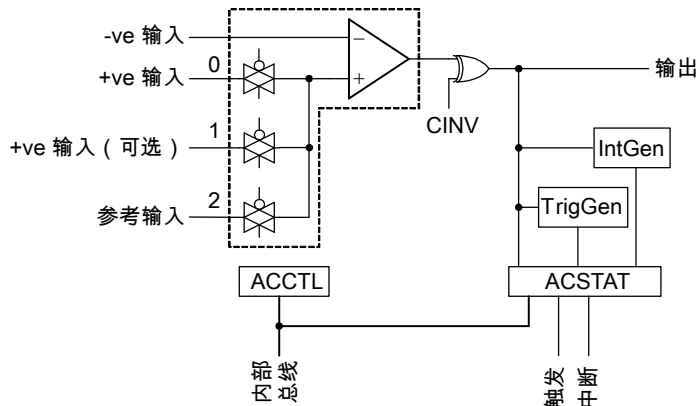 -ve 输入
+ve 输入
0
+ve 输入（可选）
1
参考输入
2
−
+
CINV
输出
IntGen
TrigGen
ACCTL
ACSTAT
内部
总线
触发
中断